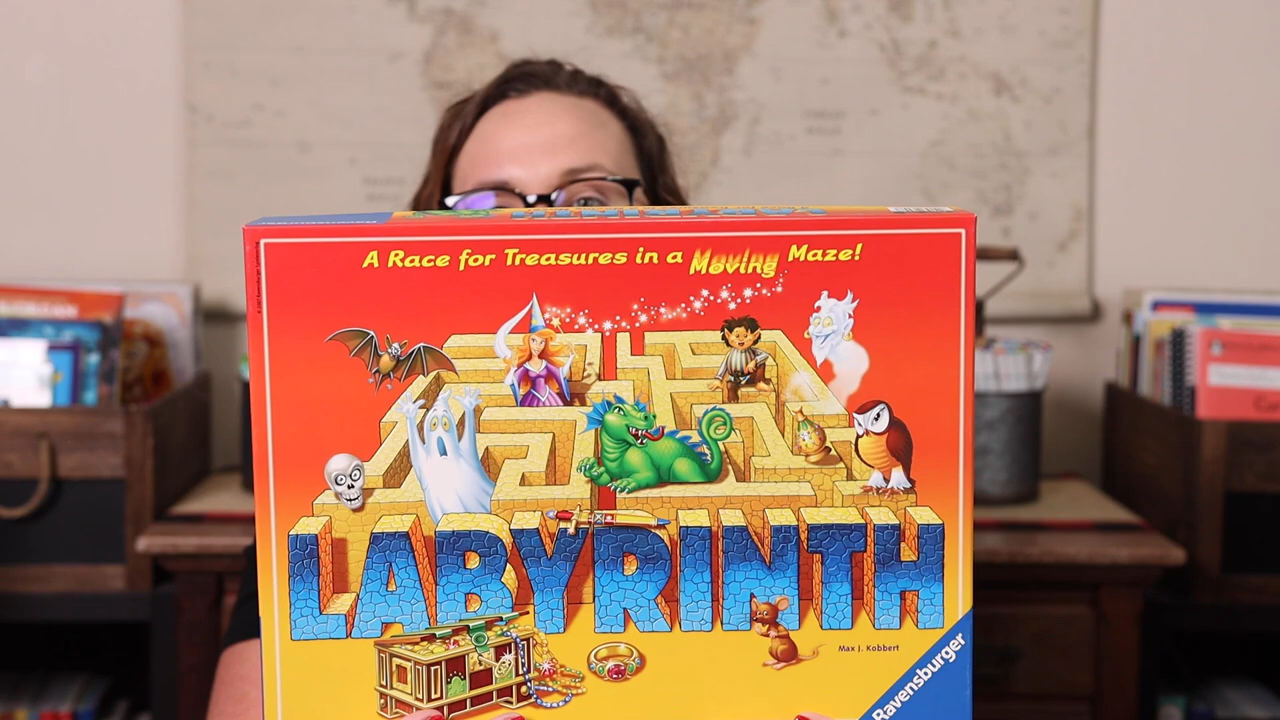 A Race for Treasures in a Moving Maze!
LABYRINTH
Max J. Kobbert
Ravensburger